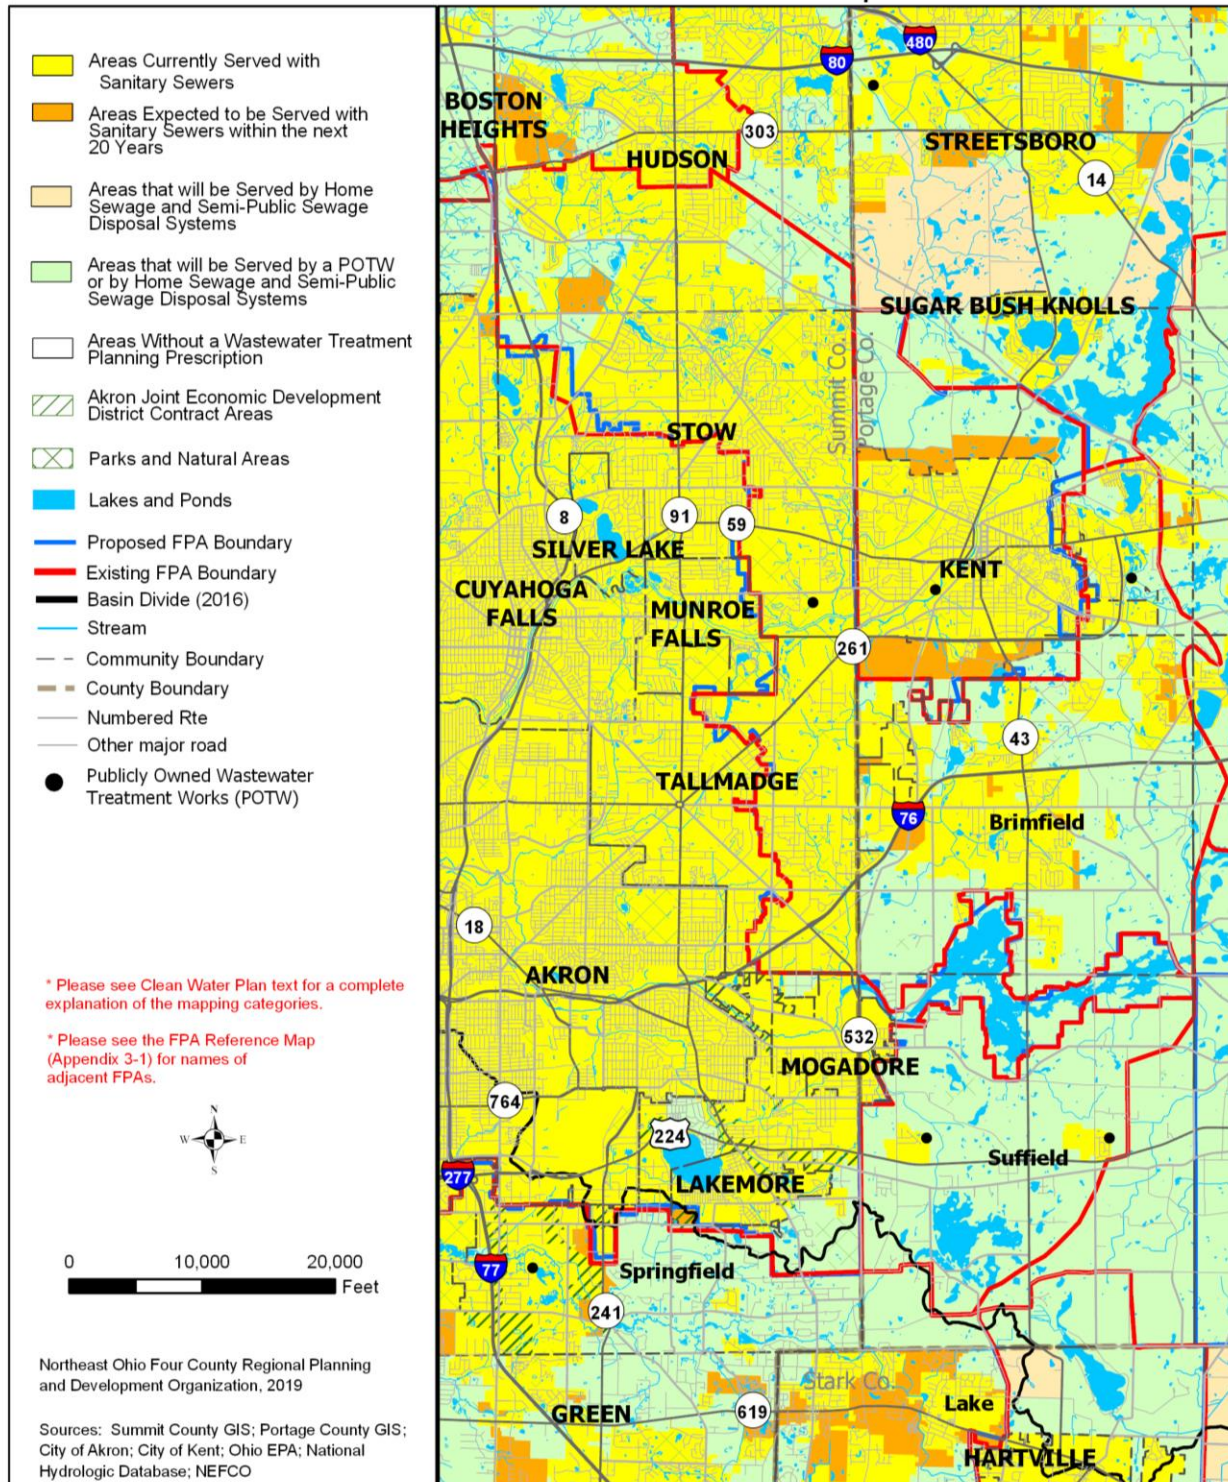 Areas Currently Served with
Sanitary Sewers
Areas Expected to be Served with
Sanitary Sewers within the next
20 Years
Areas that will be Served by Home
Sewage and Semi-Public Sewage
Disposal Systems
Areas that will be Served by a POTW
or by Home Sewage and Semi-Public
Sewage Disposal Systems
Areas Without a Wastewater Treatment
Planning Prescription
Akron Joint Economic Development
District Contract Areas
Parks and Natural Areas
Lakes and Ponds
Proposed FPA Boundary
Existing FPA Boundary
Basin Divide (2016)
Stream
Community Boundary
County Boundary
Numbered Rte
Other major road
Publicly Owned Wastewater
Treatment Works (POTW)
* Please see Clean Water Plan text for a complete
explanation of the mapping categories.
* Please see the FPA Reference Map
(Appendix 3-1) for names of
adjacent FPAs.
N
W E
S
0 10,000 20,000
Feet
Northeast Ohio Four County Regional Planning
and Development Organization, 2019
Sources: Summit County GIS; Portage County GIS;
City of Akron; City of Kent; Ohio EPA; National
Hydrologic Database; NEFCO
480
80
BOSTON
HEIGHTS
303
HUDSON
STREETSBORO
14
SUGAR BUSH KNOLLS
Summit Co.
Portage Co.
STOW
8
91
59
SILVER LAKE
CUYAHOGA
FALLS
MUNROE
FALLS
KENT
261
43
TALLMADGE
76
Brimfield
18
AKRON
532
MOGADORE
764
224
277
LAKEMORE
Suffield
77
Springfield
241
Stark Co.
GREEN
619
Lake
HARTVILLE